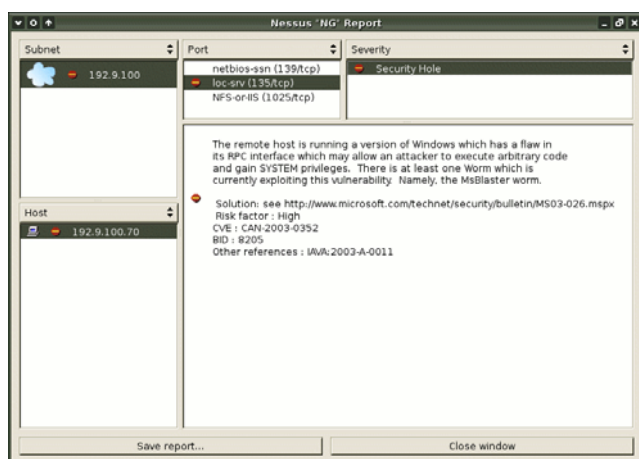 Nessus "NG" Report
Subnet
192.9.100
Host
192.9.100.70
Port
netbios-ssn (139/tcp)
loc-srv (135/tcp)
NFS-or-IIS (1025/tcp)
Severity
Security Hole
The remote host is running a version of Windows which has a flaw in
its RPC interface which may allow an attacker to execute arbitrary code
and gain SYSTEM privileges. There is at least one Worm which is
currently exploiting this vulnerability. Namely, the MsBlaster worm.
Solution: see http://www.microsoft.com/technet/security/bulletin/MS03-026.mspx
Risk factor : High
CVE : CAN-2003-0352
BID : 8205
Other references : IAVA:2003-A-0011
Save report...
Close window